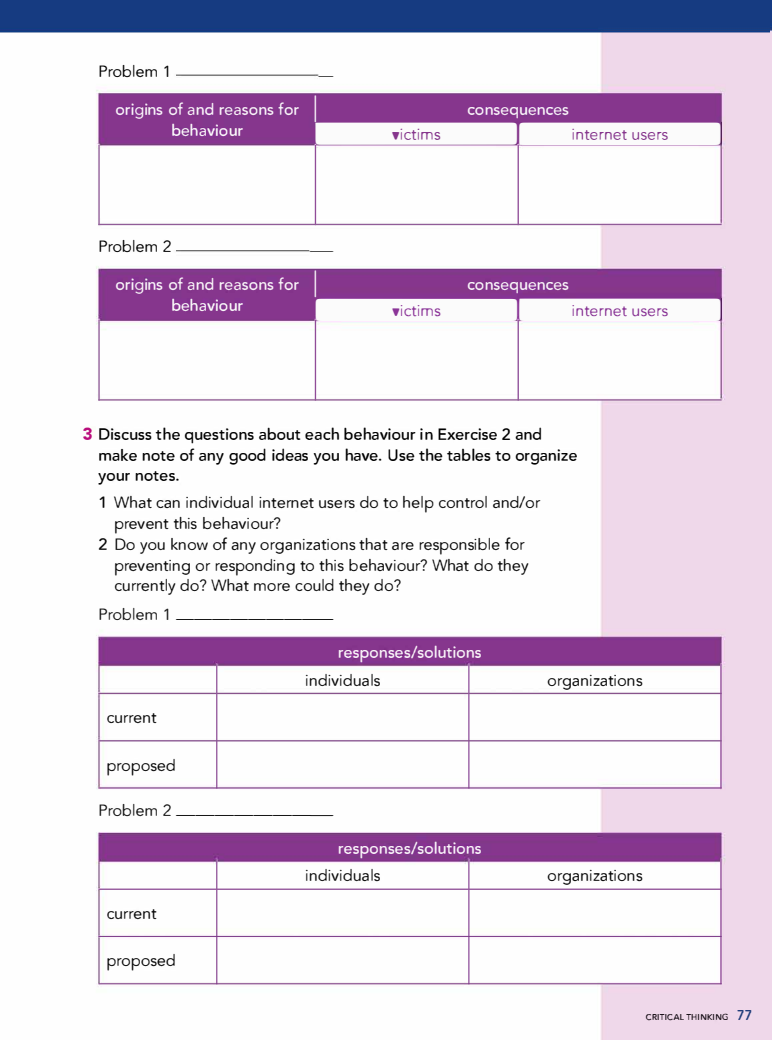 Problem 1 ___________________
origins of and reasons for
behaviour
consequences
victims
internet users
Problem 2 ___________________
origins of and reasons for
behaviour
consequences
victims
internet users
3 Discuss the questions about each behaviour in Exercise 2 and
make note of any good ideas you have. Use the tables to organize
your notes.
1 What can individual internet users do to help control and/or
prevent this behaviour?
2 Do you know of any organizations that are responsible for
preventing or responding to this behaviour? What do they
currently do? What more could they do?
Problem 1 ___________________
responses/solutions
individuals organizations
current
proposed
Problem 2 ___________________
responses/solutions
individuals organizations
current
proposed
CRITICAL THINKING 77